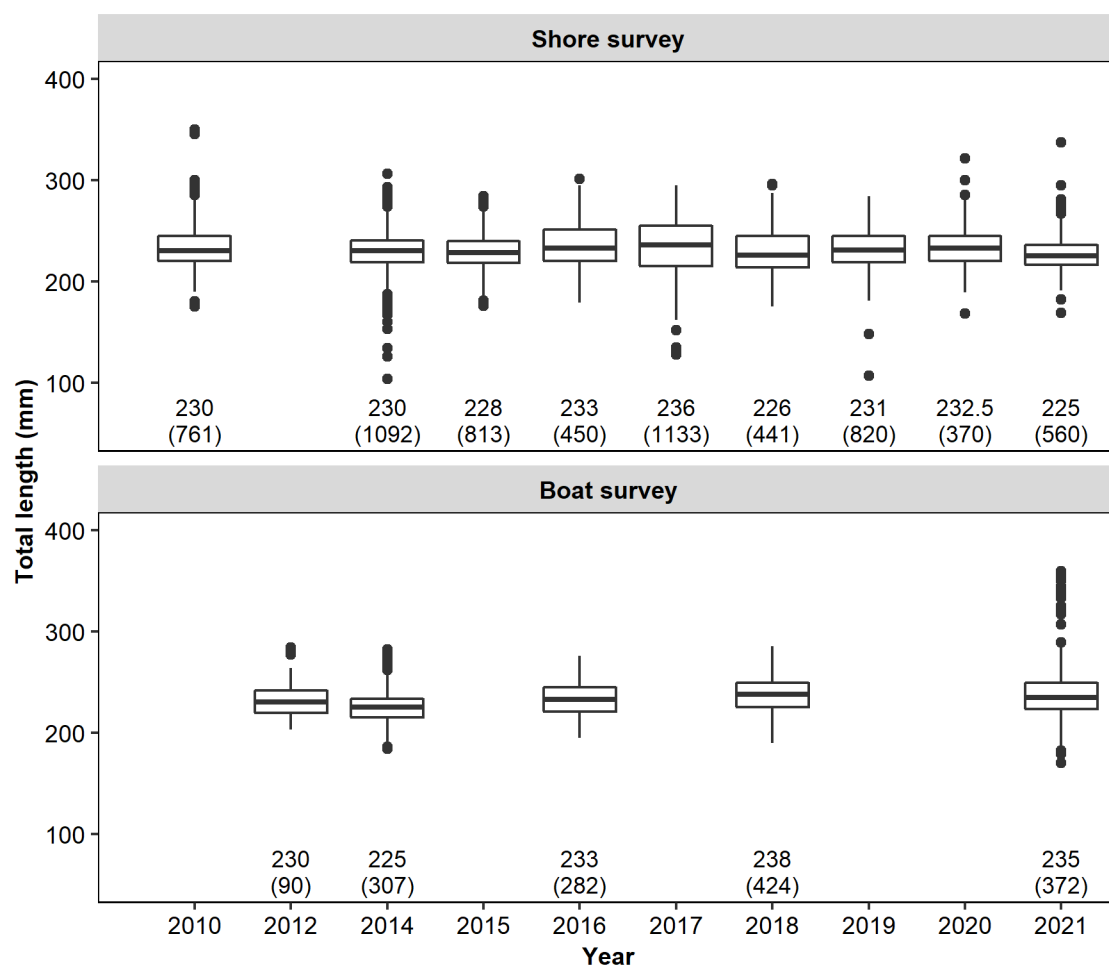 Shore survey
400
300
200
100
230 230 228 233 236 226 231 232.5 225
(761) (1092) (813) (450) (1133) (441) (820) (370) (560)
Total length (mm)
Boat survey
400
300
200
100
230 225 233 238 235
(90) (307) (282) (424) (372)
2010 2012 2014 2015 2016 2017 2018 2019 2020 2021
Year